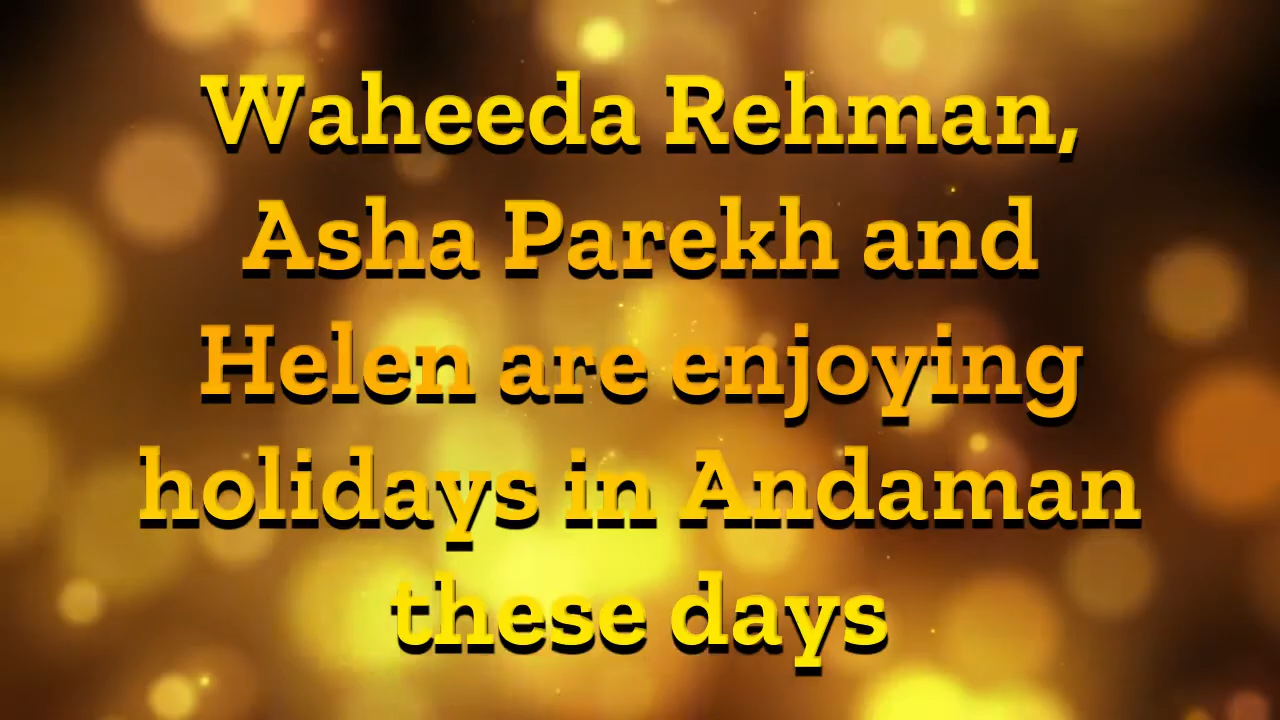 Waheeda Rehman,
Asha Parekh and
Helen are enjoying
holidays in Andaman
these days